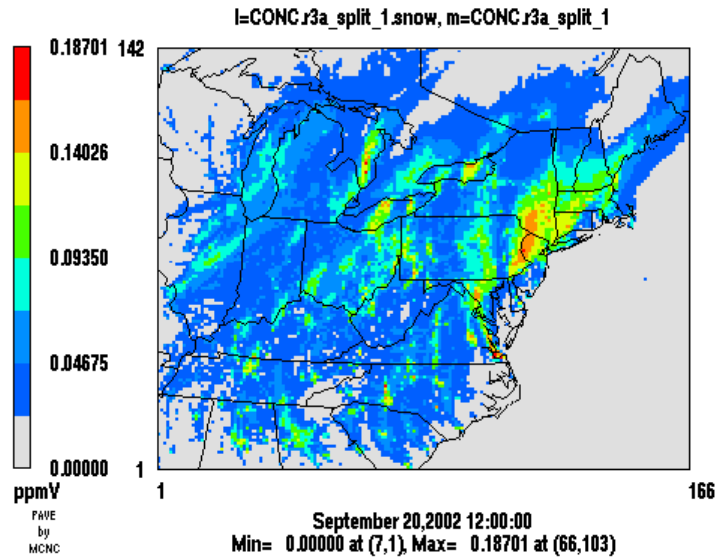 l=CONC.r3a_split_1.snow, m=CONC.r3a_split_1
0.18701
142
0.14026
0.09350
0.04675
0.00000
1
ppmV
1
166
PAVE
by
MCNC
September 20,2002 12:00:00
Min= 0.00000 at (7,1), Max= 0.18701 at (66,103)